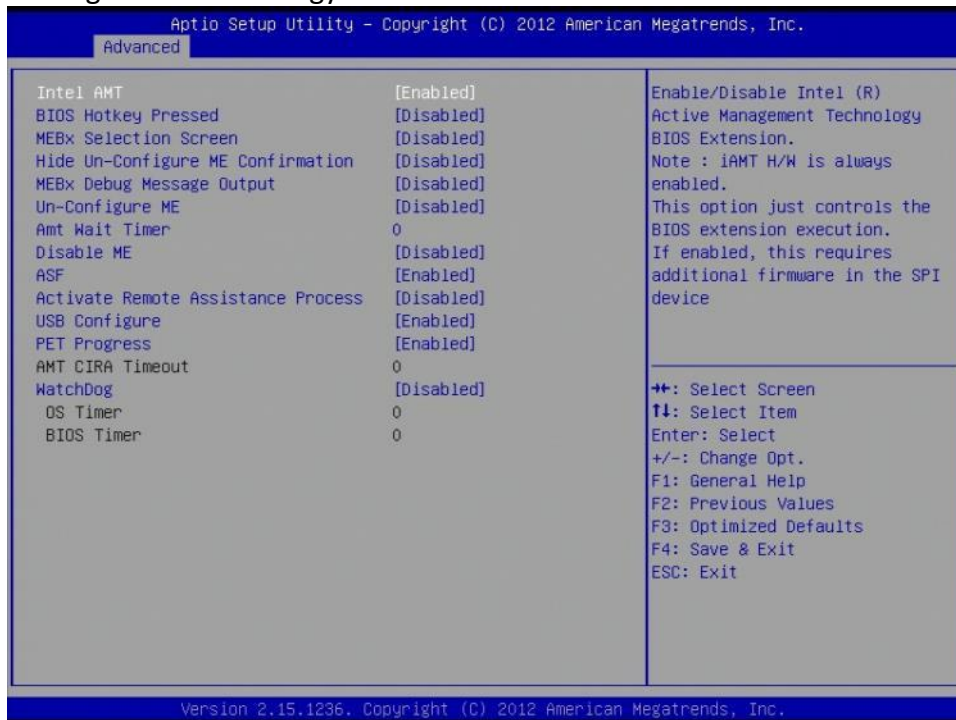 Aptio Setup Utility – Copyright (C) 2012 American Megatrends, Inc.
Advanced
Intel AMT [Enabled]
BIOS Hotkey Pressed [Disabled]
MEBx Selection Screen [Disabled]
Hide Un-Configure ME Confirmation [Disabled]
MEBx Debug Message Output [Disabled]
Un-Configure ME [Disabled]
Amt Wait Timer 0
Disable ME [Disabled]
ASF [Enabled]
Activate Remote Assistance Process [Disabled]
USB Configure [Enabled]
PET Progress [Enabled]
AMT CIRA Timeout 0
WatchDog [Disabled]
OS Timer 0
BIOS Timer 0
Enable/Disable Intel (R)
Active Management Technology
BIOS Extension.
Note : iAMT H/W is always
enabled.
This option just controls the
BIOS extension execution.
If enabled, this requires
additional firmware in the SPI
device
→←: Select Screen
↑↓: Select Item
Enter: Select
+/-: Change Opt.
F1: General Help
F2: Previous Values
F3: Optimized Defaults
F4: Save & Exit
ESC: Exit
Version 2.15.1236. Copyright (C) 2012 American Megatrends, Inc.